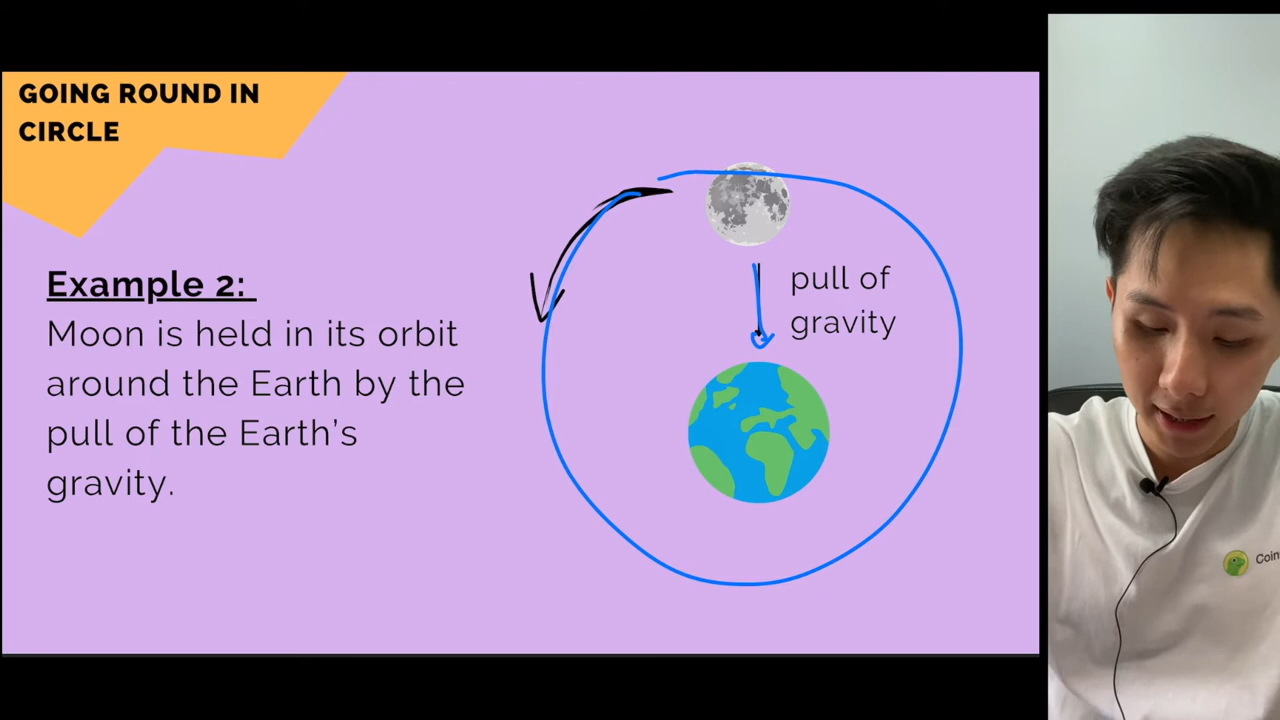 GOING ROUND IN
CIRCLE
Example 2:
Moon is held in its orbit
around the Earth by the
pull of the Earth's
gravity.
pull of
gravity
Coin